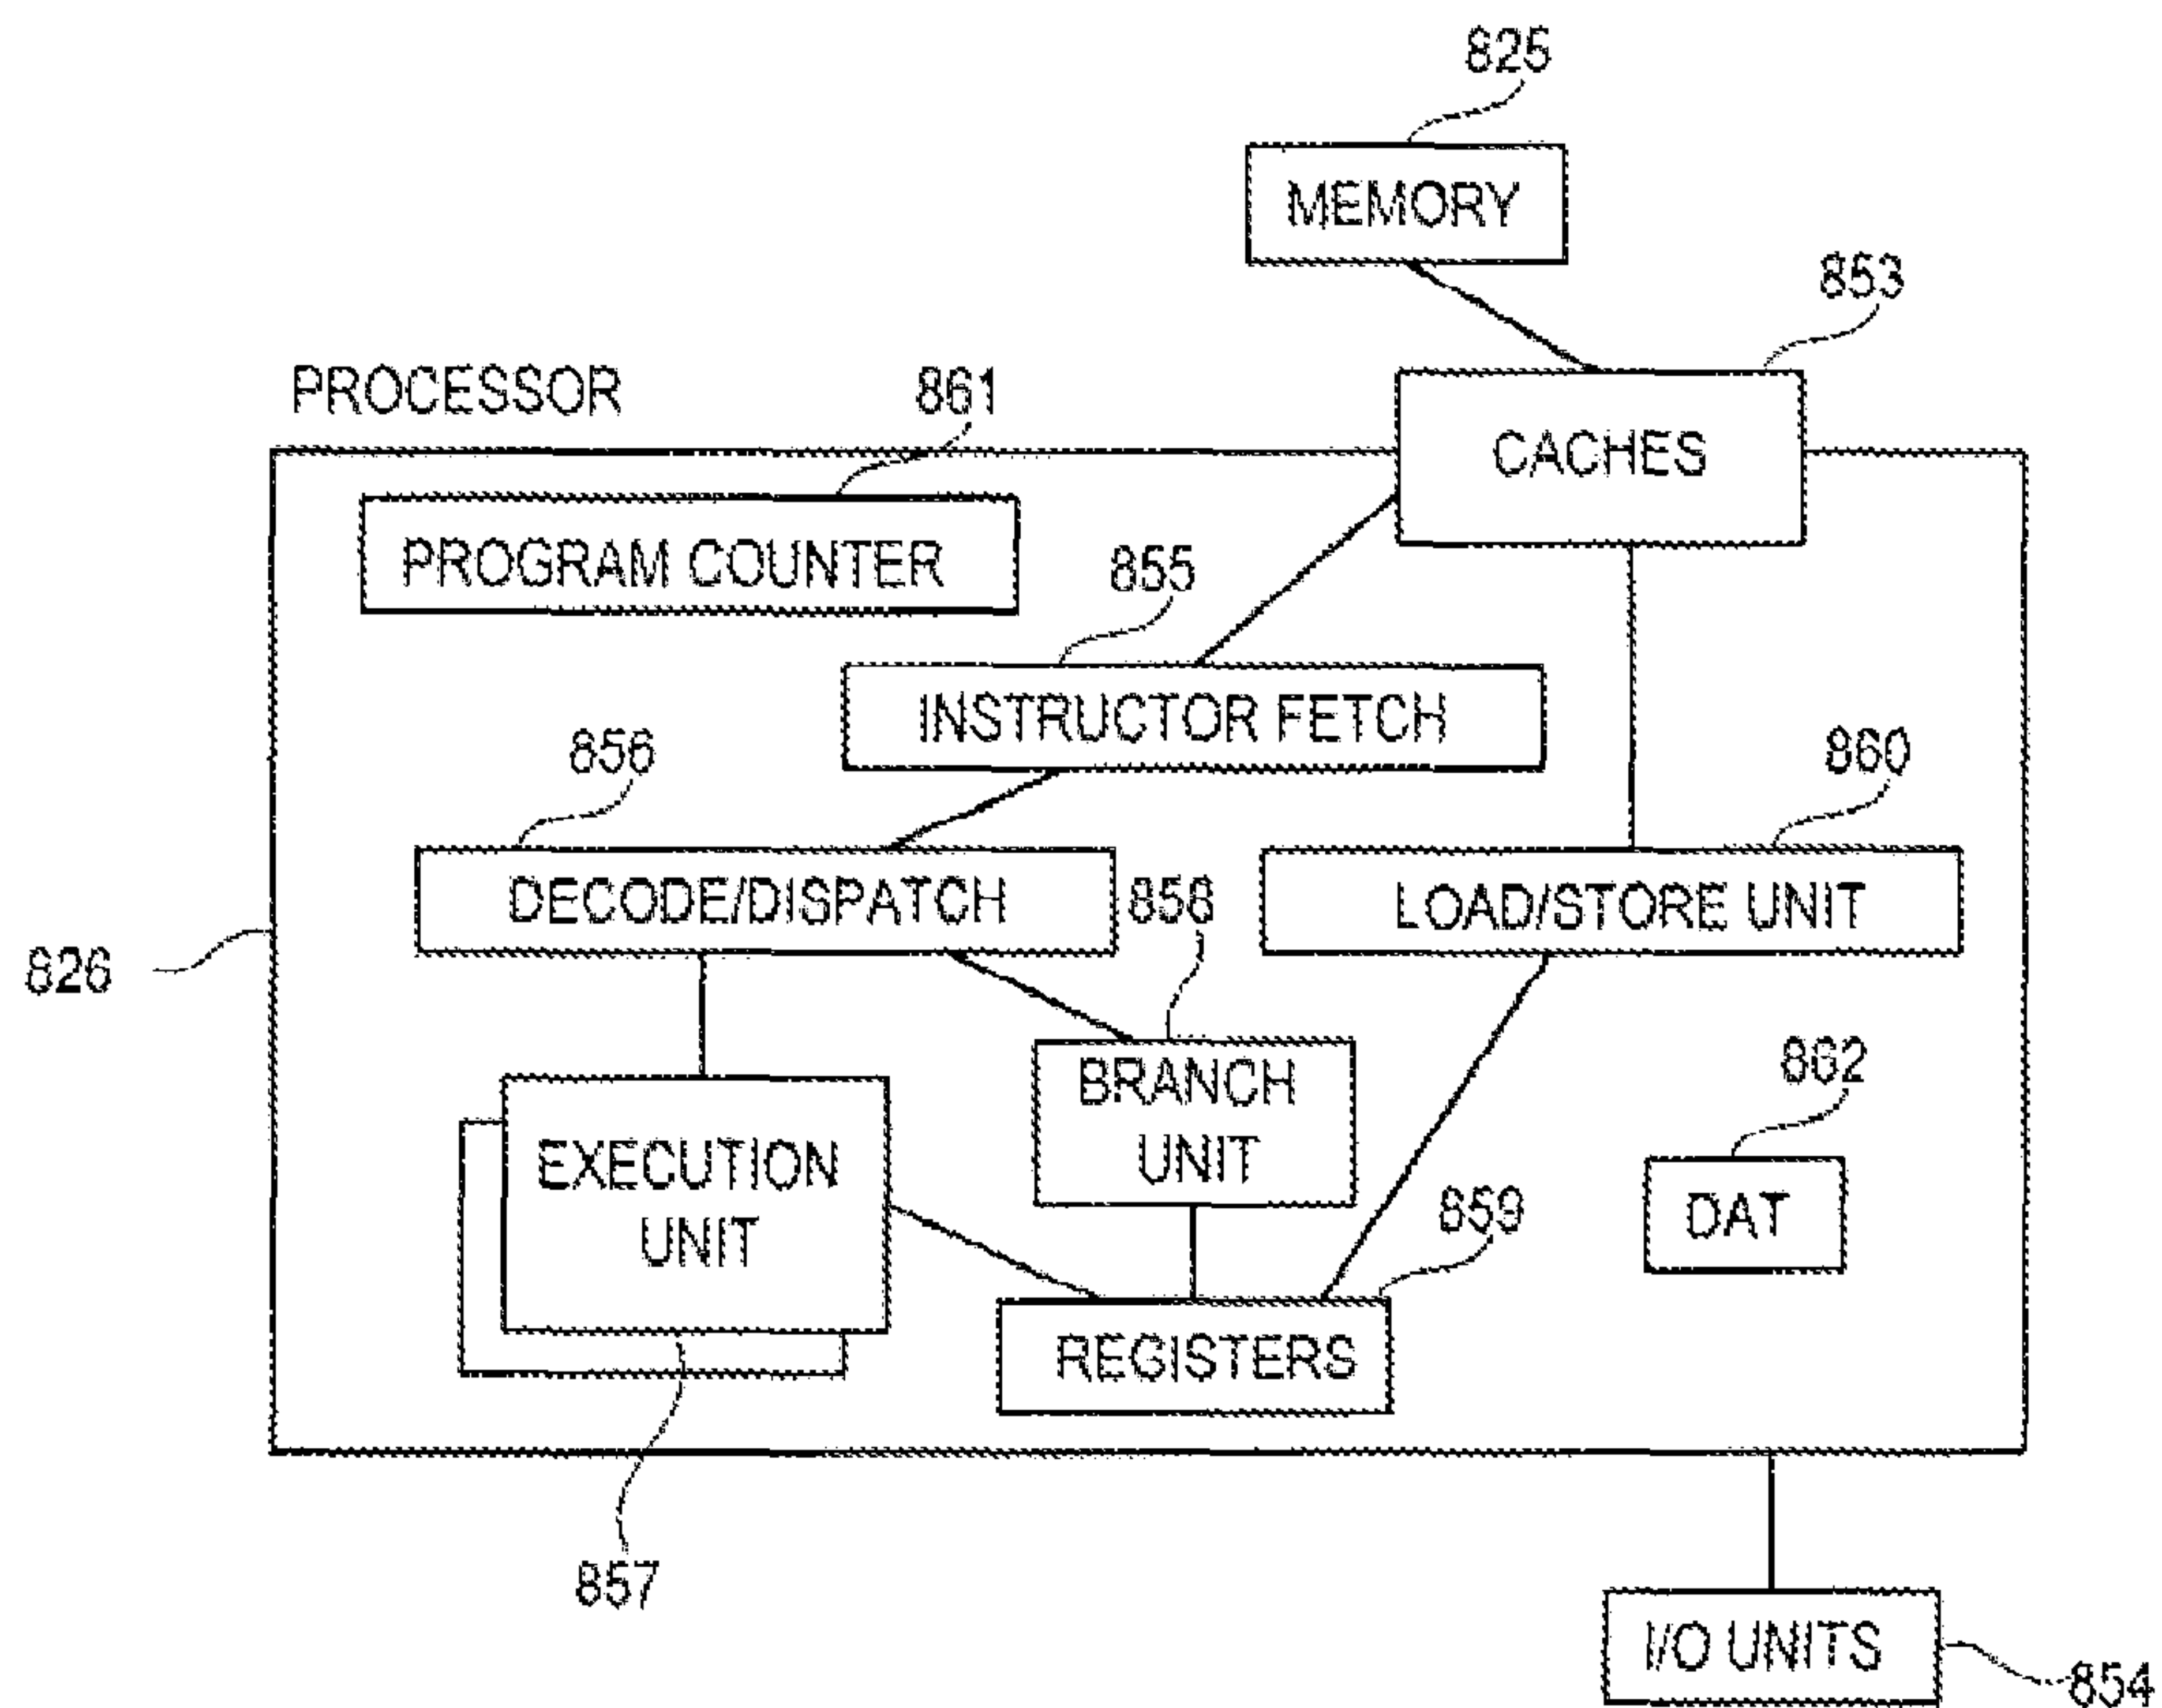 825
MEMORY
853
PROCESSOR
861
CACHES
PROGRAM COUNTER
855
INSTRUCTOR FETCH
856
860
DECODE/DISPATCH
858
LOAD/STORE UNIT
826
862
BRANCH
UNIT
EXECUTION
UNIT
859
DAT
REGISTERS
857
I/O UNITS
854